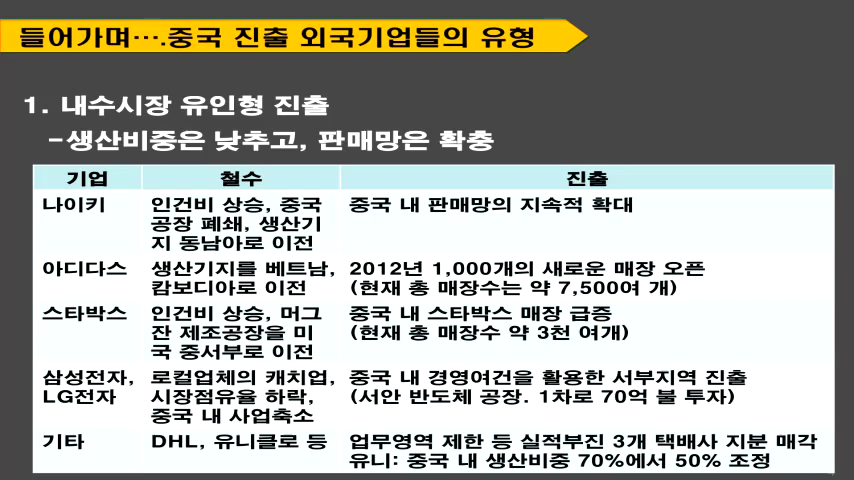 들어가며….중국 진출 외국기업들의 유형
1. 내수시장 유인형 진출
-생산비중은 낮추고, 판매망은 확충
기업 철수 진출
나이키 인건비 상승, 중국 중국 내 판매망의 지속적 확대
공장 폐쇄, 생산기
지 동남아로 이전
아디다스 생산기지를 베트남, 2012년 1,000개의 새로운 매장 오픈
캄보디아로 이전 (현재 총 매장수는 약 7,500여 개)
스타박스 인건비 상승, 머그 중국 내 스타박스 매장 급증
잔 제조공장을 미 (현재 총 매장수 약 3천 여개)
국 중서부로 이전
삼성전자, 로컬업체의 캐치업, 중국 내 경영여건을 활용한 서부지역 진출
LG전자 시장점유율 하락, (서안 반도체 공장. 1차로 70억 불 투자)
중국 내 사업축소
기타 DHL, 유니클로 등 업무영역 제한 등 실적부진 3개 택배사 지분 매각
유니: 중국 내 생산비중 70%에서 50% 조정